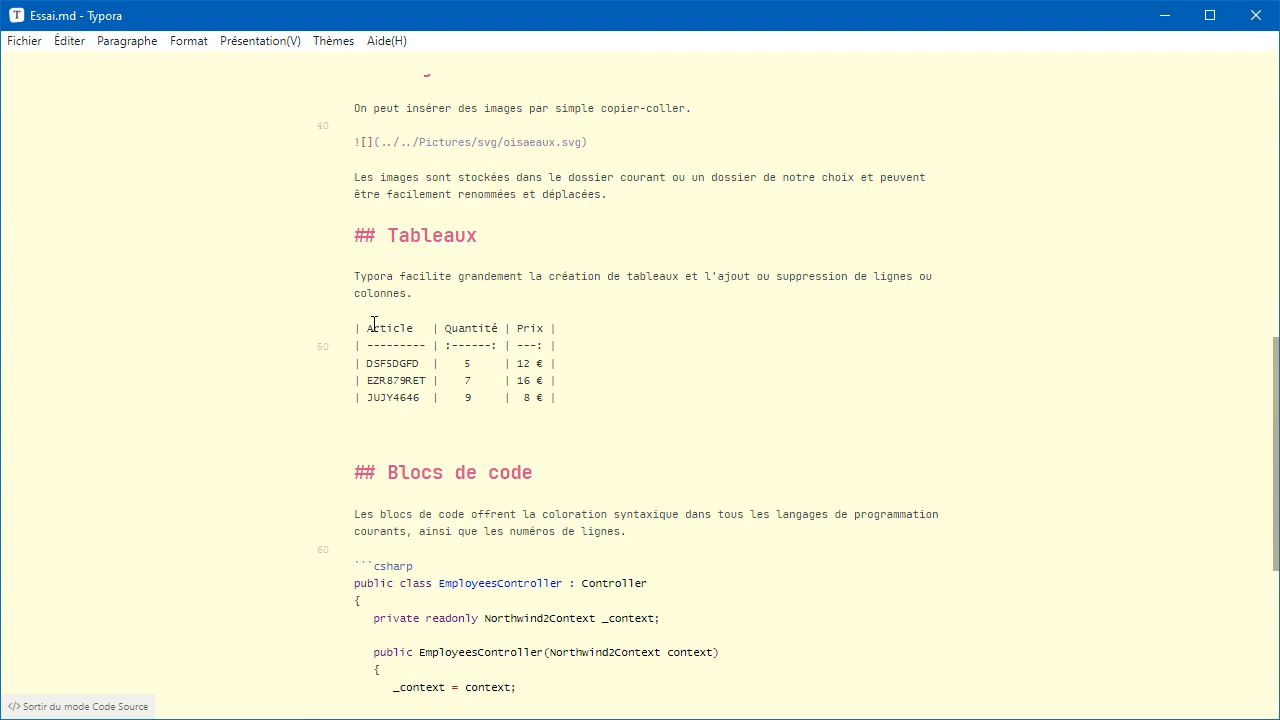 Essai.md - Typora
Fichier Éditer Paragraphe Format Présentation(V) Thèmes Aide(H)
On peut insérer des images par simple copier-coller.
40
![](../../Pictures/svg/oisaeaux.svg)
Les images sont stockées dans le dossier courant ou un dossier de notre choix et peuvent
être facilement renommées et déplacées.
## Tableaux
Typora facilite grandement la création de tableaux et l'ajout ou suppression de lignes ou
colonnes.
| Article   | Quantité | Prix |
50 | --------- | :------: | ---: |
| DSF5DGFD  |    5     | 12 € |
| EZR879RET |    7     | 16 € |
| JUJY4646  |    9     |  8 € |
## Blocs de code
Les blocs de code offrent la coloration syntaxique dans tous les langages de programmation
courants, ainsi que les numéros de lignes.
60
```csharp
public class EmployeesController : Controller
{
private readonly Northwind2Context _context;
public EmployeesController(Northwind2Context context)
{
_context = context;
</> Sortir du mode Code Source